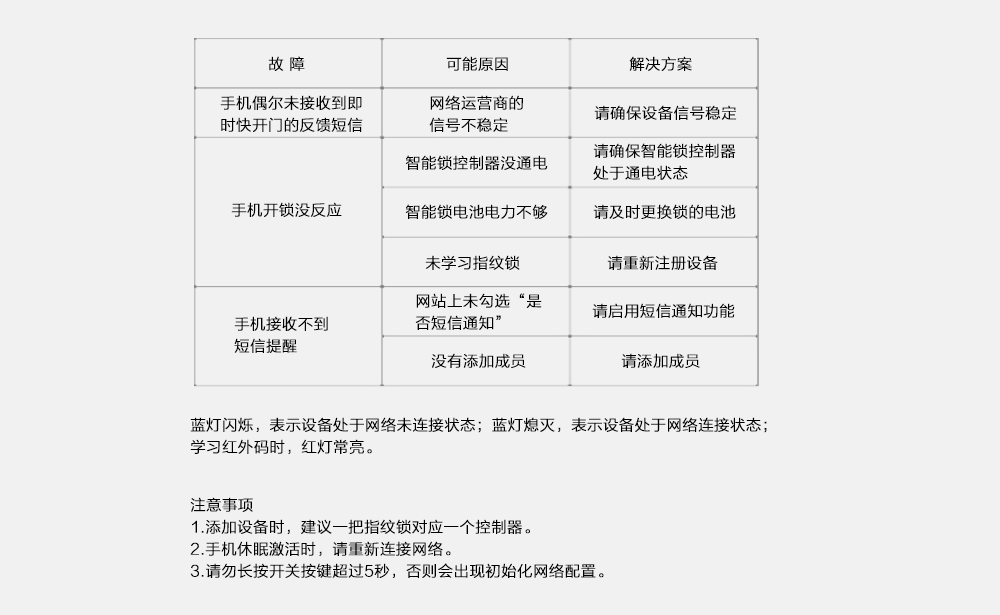 故 障
可能原因
解决方案
手机偶尔未接收到即
时快开门的反馈短信
网络运营商的
信号不稳定
请确保设备信号稳定
手机开锁没反应
智能锁控制器没通电
请确保智能锁控制器
处于通电状态
智能锁电池电力不够
请及时更换锁的电池
未学习指纹锁
请重新注册设备
手机接收不到
短信提醒
网站上未勾选“是
否短信通知”
请启用短信通知功能
没有添加成员
请添加成员
蓝灯闪烁，表示设备处于网络未连接状态；蓝灯熄灭，表示设备处于网络连接状态；
学习红外码时，红灯常亮。
注意事项
1.添加设备时，建议一把指纹锁对应一个控制器。
2.手机休眠激活时，请重新连接网络。
3.请勿长按开关按键超过5秒，否则会出现初始化网络配置。